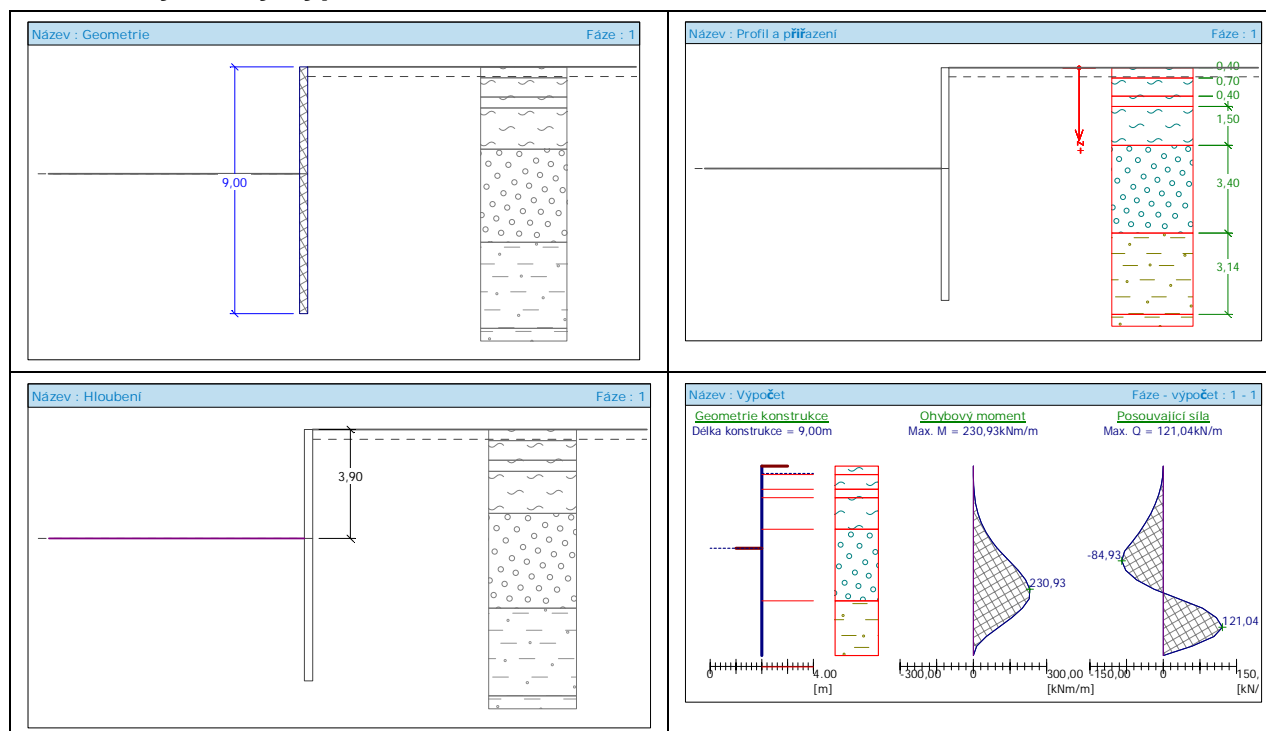 Název : Geometrie Fáze : 1
9,00
Název : Profil a přiřazení Fáze : 1
0,40
0,70
0,40
1,50
+z
3,40
3,14
Název : Hloubení Fáze : 1
3,90
Název : Výpočet Fáze - výpočet : 1 - 1
Geometrie konstrukce Ohybový moment Posouvající síla
Délka konstrukce = 9,00m Max. M = 230,93kNm/m Max. Q = 121,04kN/m
-84,93
230,93
121,04
0 4.00 -300,00 0 300,00 -150,00 0 150,
[m] [kNm/m] [kN/